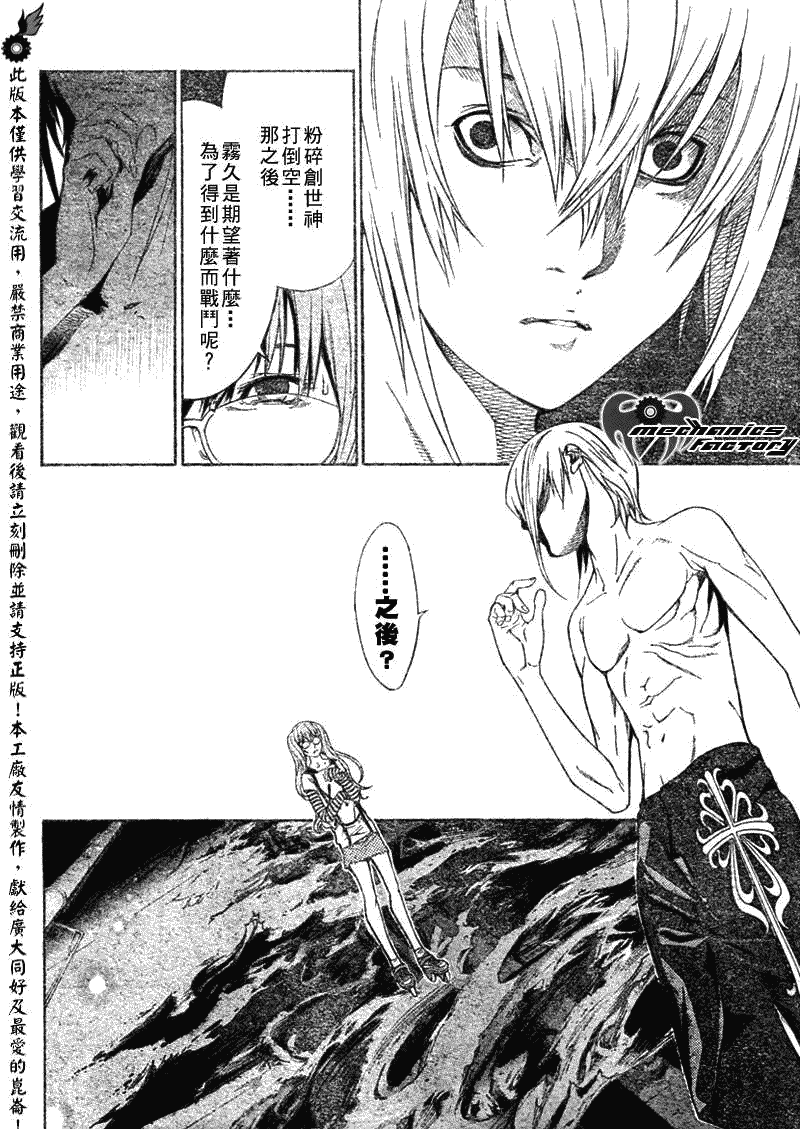 粉碎創世神
打倒空……
那之後
霧久是期望著什麼…
為了得到什麼而戰鬥呢？
……之後？
mechanics
factory
此版本僅供學習交流用，嚴禁商業用途，觀看後請立刻刪除並請支持正版！本工廠友情製作，獻給廣大同好及最愛的崑崙！